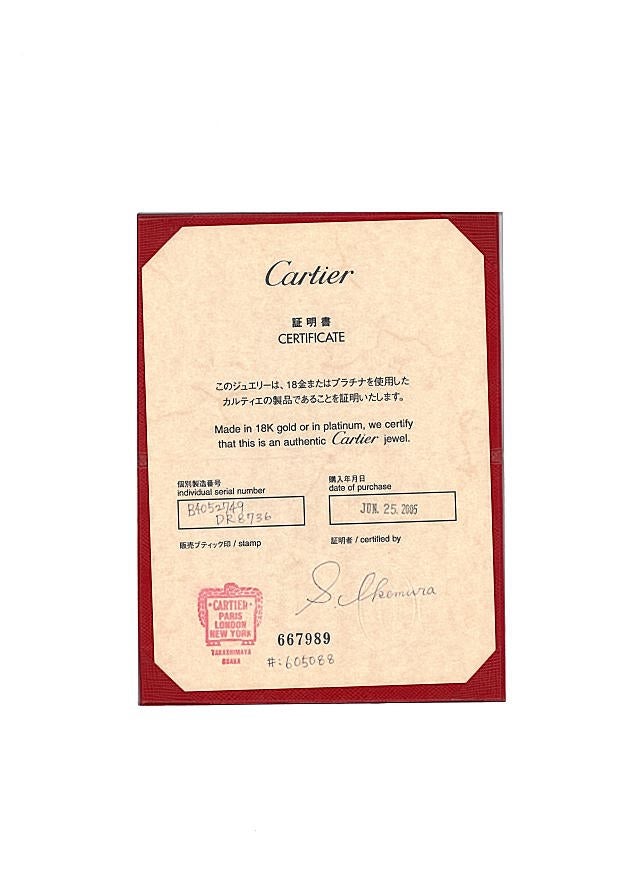 Cartier
証明書
CERTIFICATE
このジュエリーは、18金またはプラチナを使用した
カルティエの製品であることを証明いたします。
Made in 18K gold or in platinum, we certify
that this is an authentic Cartier jewel.
個別製造番号
individual serial number
B4052749
DR8736
購入年月日
date of purchase
JUN. 25. 2005
販売ブティック印 / stamp
証明者 / certified by
S. Ikemura
CARTIER
PARIS
LONDON
NEW YORK
TAKASHIMAYA
OSAKA
667989
#: 605088